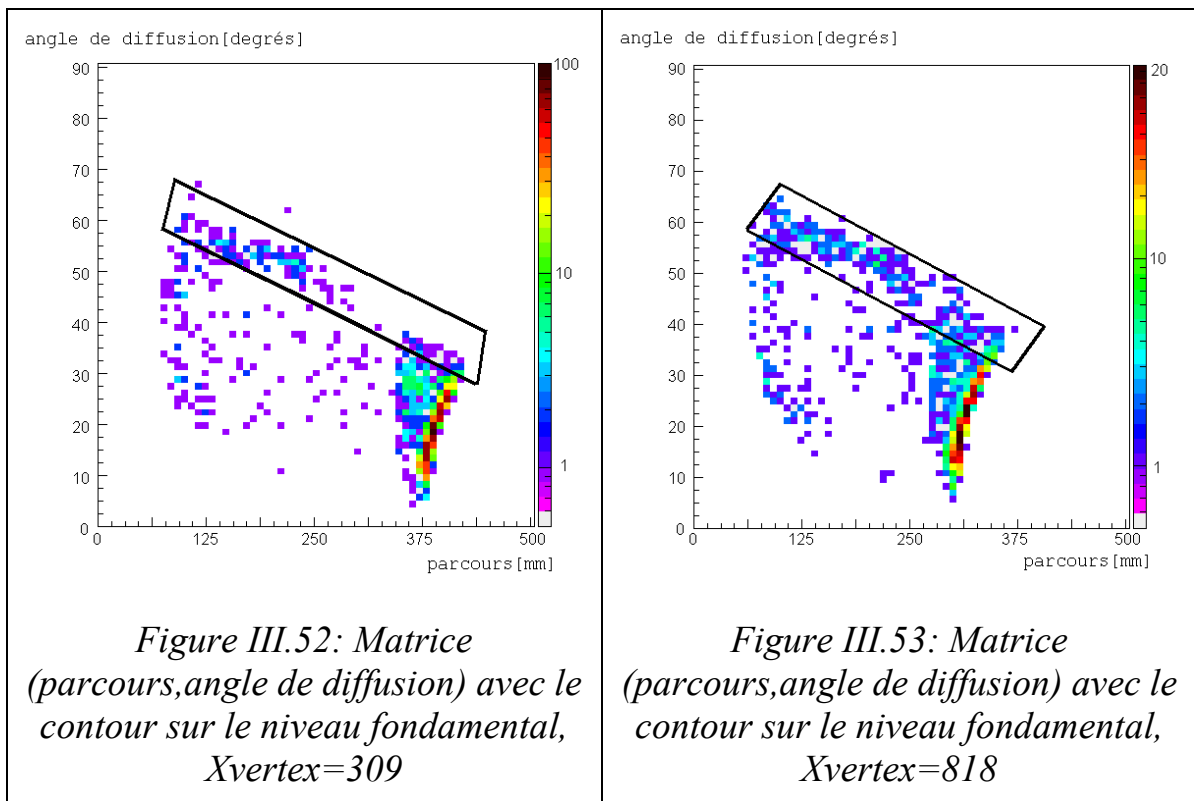 angle de diffusion[degrés]
90
80
70
60
50
40
30
20
10
0
0 125 250 375 500
parcours[mm]
100
10
1
Figure III.52: Matrice
(parcours,angle de diffusion) avec le
contour sur le niveau fondamental,
Xvertex=309
angle de diffusion[degrés]
90
80
70
60
50
40
30
20
10
0
0 125 250 375 500
parcours[mm]
20
10
1
Figure III.53: Matrice
(parcours,angle de diffusion) avec le
contour sur le niveau fondamental,
Xvertex=818